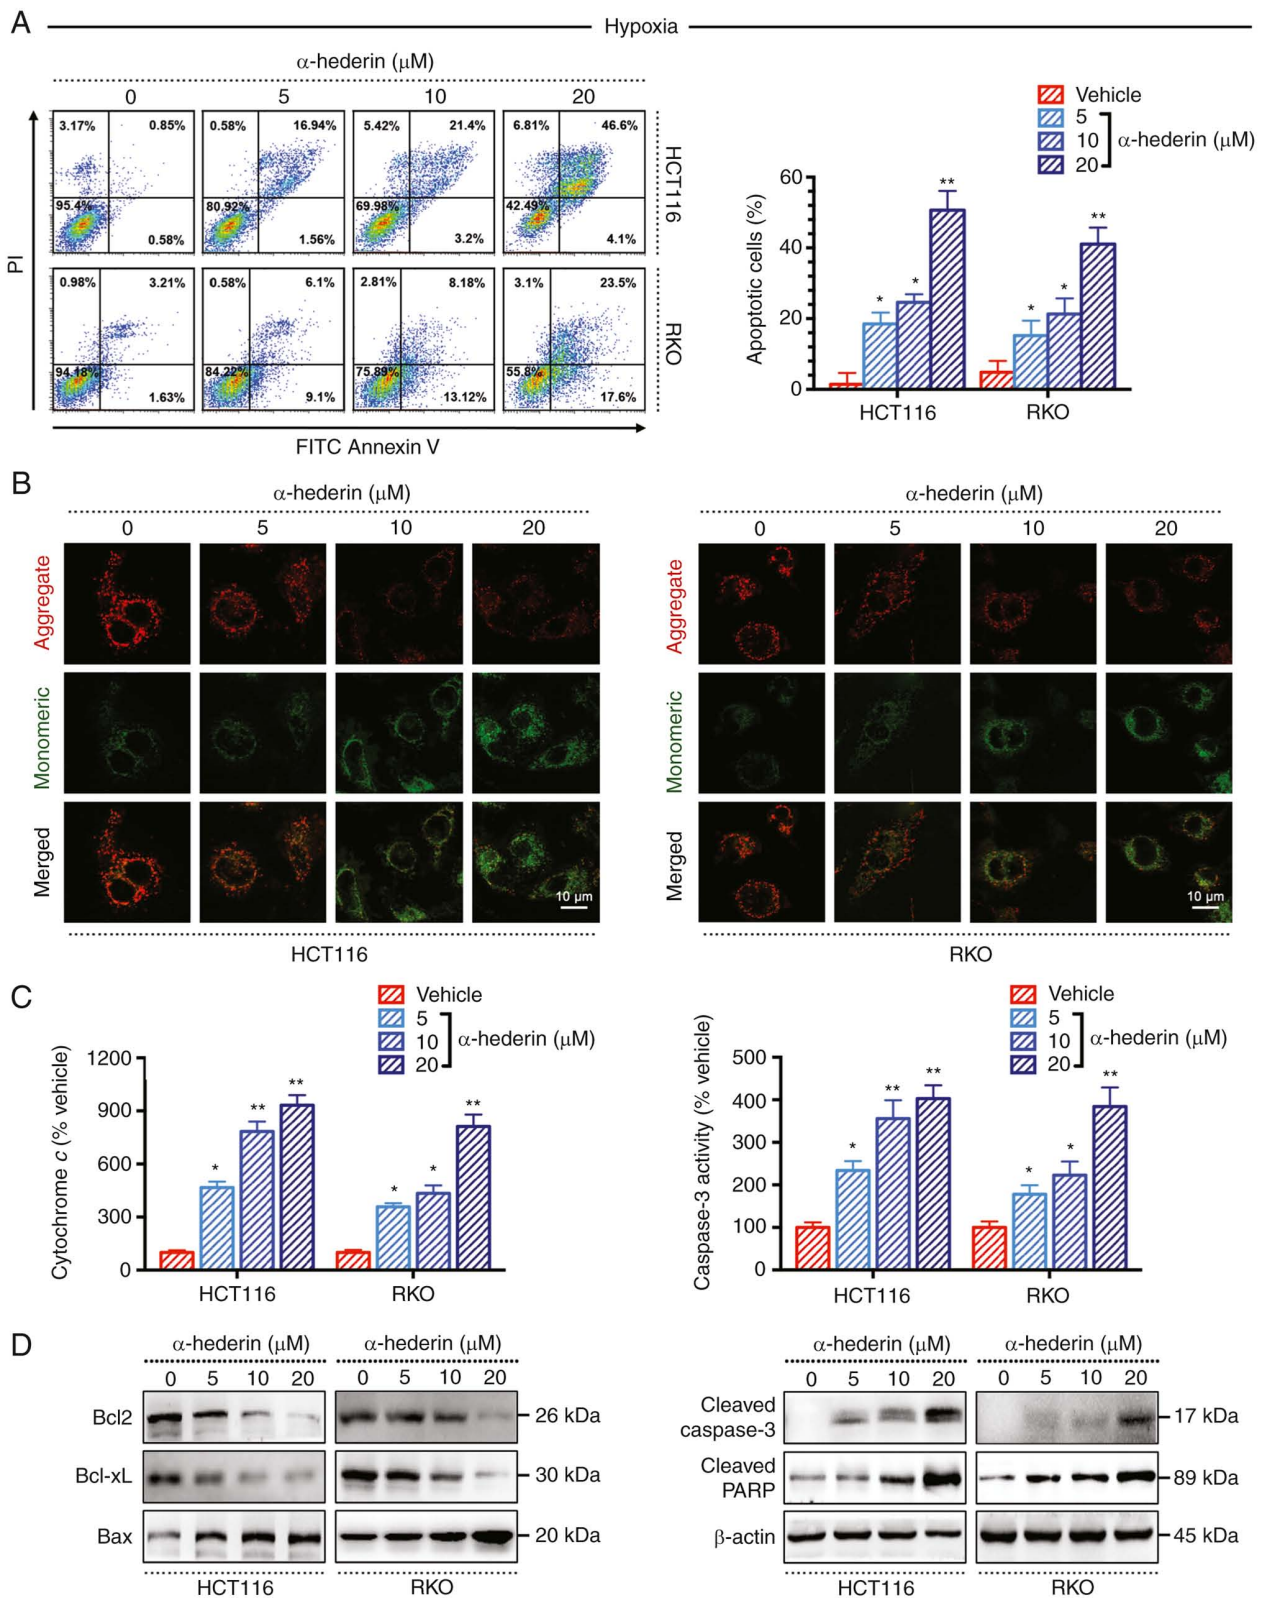 A
Hypoxia
α-hederin (μM)
0 5 10 20
3.17% 0.85% 0.58% 16.94% 5.42% 21.4% 6.81% 46.6%
95.4% 80.92% 69.98% 42.49%
0.58% 1.56% 3.2% 4.1%
HCT116
0.98% 3.21% 0.58% 6.1% 2.81% 8.18% 3.1% 23.5%
94.18% 84.22% 75.89% 55.8%
1.63% 9.1% 13.12% 17.6%
RKO
PI
FITC Annexin V
Vehicle
5
10
20
α-hederin (μM)
Apoptotic cells (%)
60
40
20
0
* * ** * * **
HCT116 RKO
B
α-hederin (μM)
0 5 10 20
Aggregate
Monomeric
Merged
10 μm
HCT116
α-hederin (μM)
0 5 10 20
Aggregate
Monomeric
Merged
10 μm
RKO
C
Vehicle
5
10
20
α-hederin (μM)
Cytochrome c (% vehicle)
1200
900
600
300
0
* ** ** * * **
HCT116 RKO
Vehicle
5
10
20
α-hederin (μM)
Caspase-3 activity (% vehicle)
500
400
300
200
100
0
* ** ** * * **
HCT116 RKO
D
α-hederin (μM) α-hederin (μM)
0 5 10 20 0 5 10 20
Bcl2 26 kDa
Bcl-xL 30 kDa
Bax 20 kDa
HCT116 RKO
α-hederin (μM) α-hederin (μM)
0 5 10 20 0 5 10 20
Cleaved
caspase-3 17 kDa
Cleaved
PARP 89 kDa
β-actin 45 kDa
HCT116 RKO